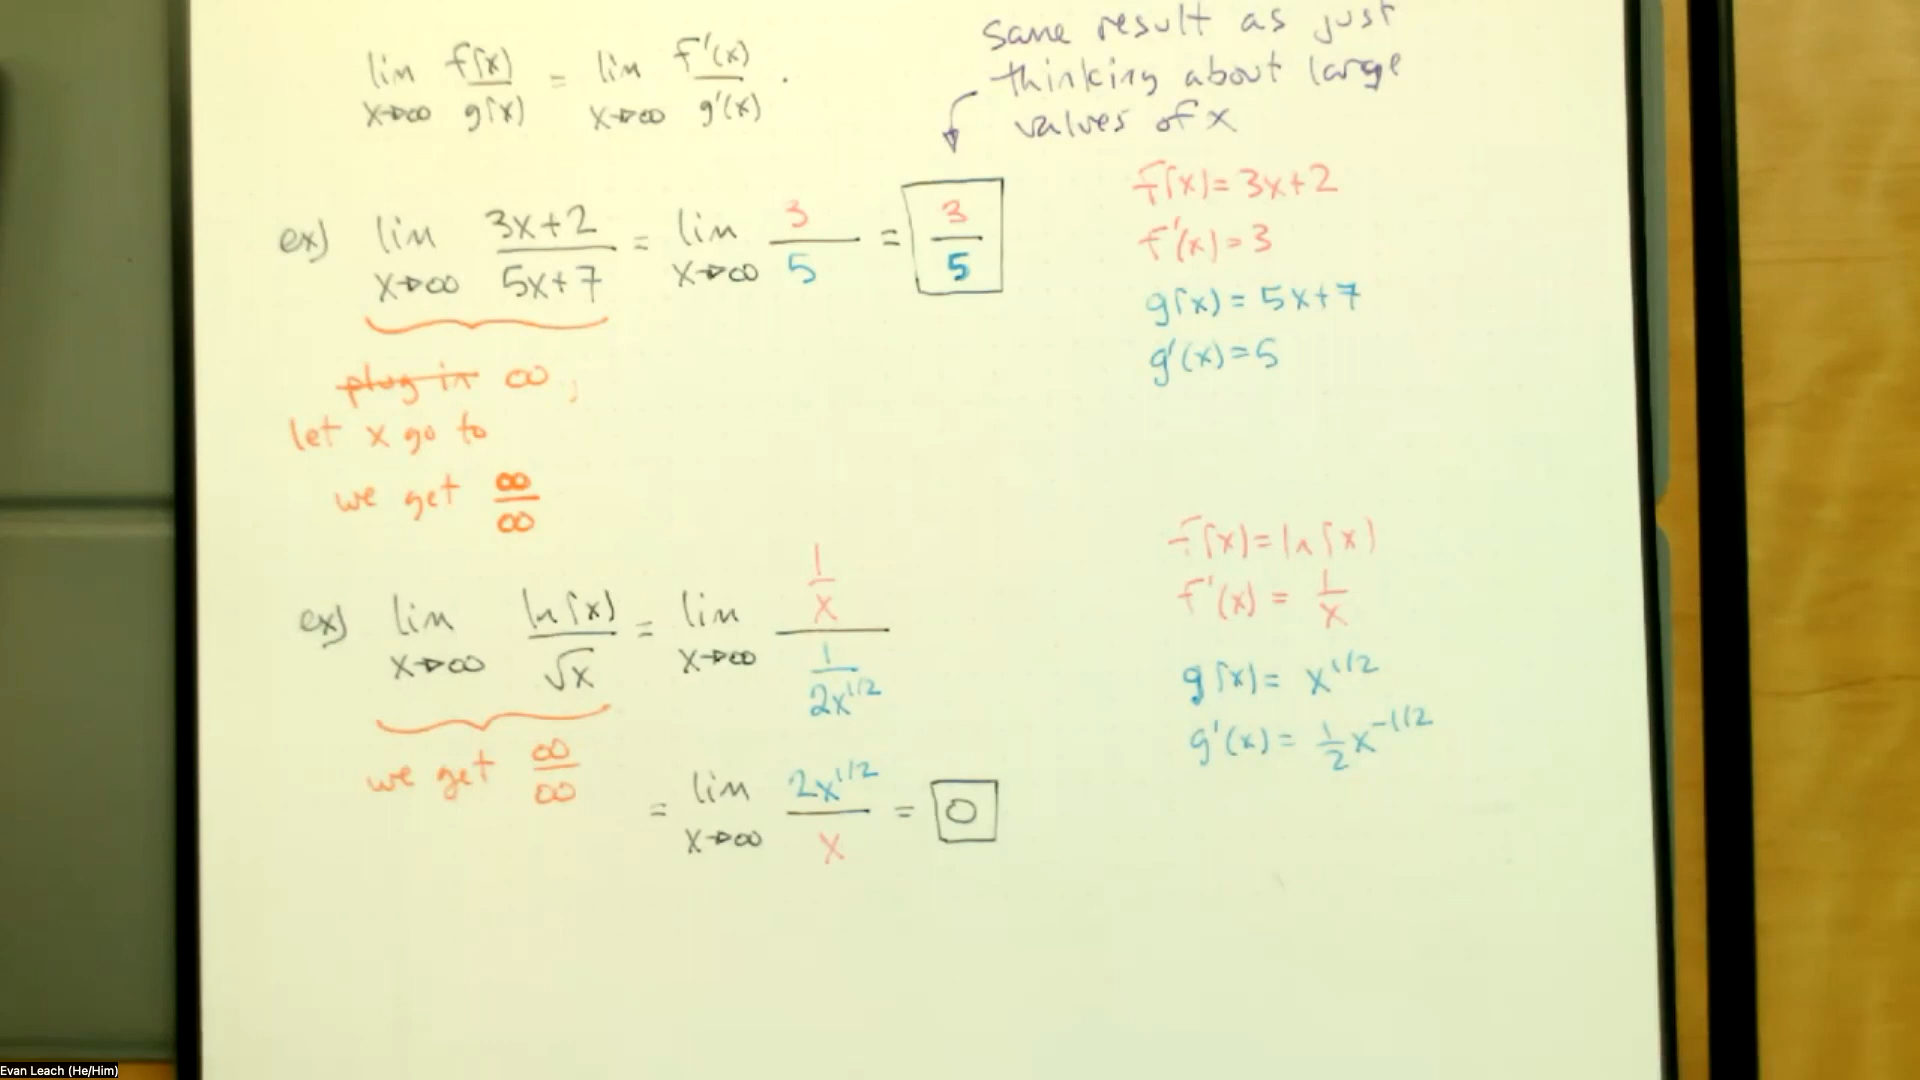 lim x→∞ f(x)/g(x) = lim x→∞ f'(x)/g'(x).
same result as just
thinking about large
values of x
ex) lim x→∞ (3x+2)/(5x+7) = lim x→∞ 3/5 = 3/5
f(x)=3x+2
f'(x)=3
g(x)=5x+7
g'(x)=5
plug in ∞,
let x go to
we get ∞/∞
ex) lim x→∞ ln(x)/√x = lim x→∞ (1/x)/(1/(2x^1/2))
f(x)=ln(x)
f'(x)=1/x
g(x)=x^1/2
g'(x)=1/2 x^-1/2
we get ∞/∞
= lim x→∞ 2x^1/2/x = 0
Evan Leach (He/Him)